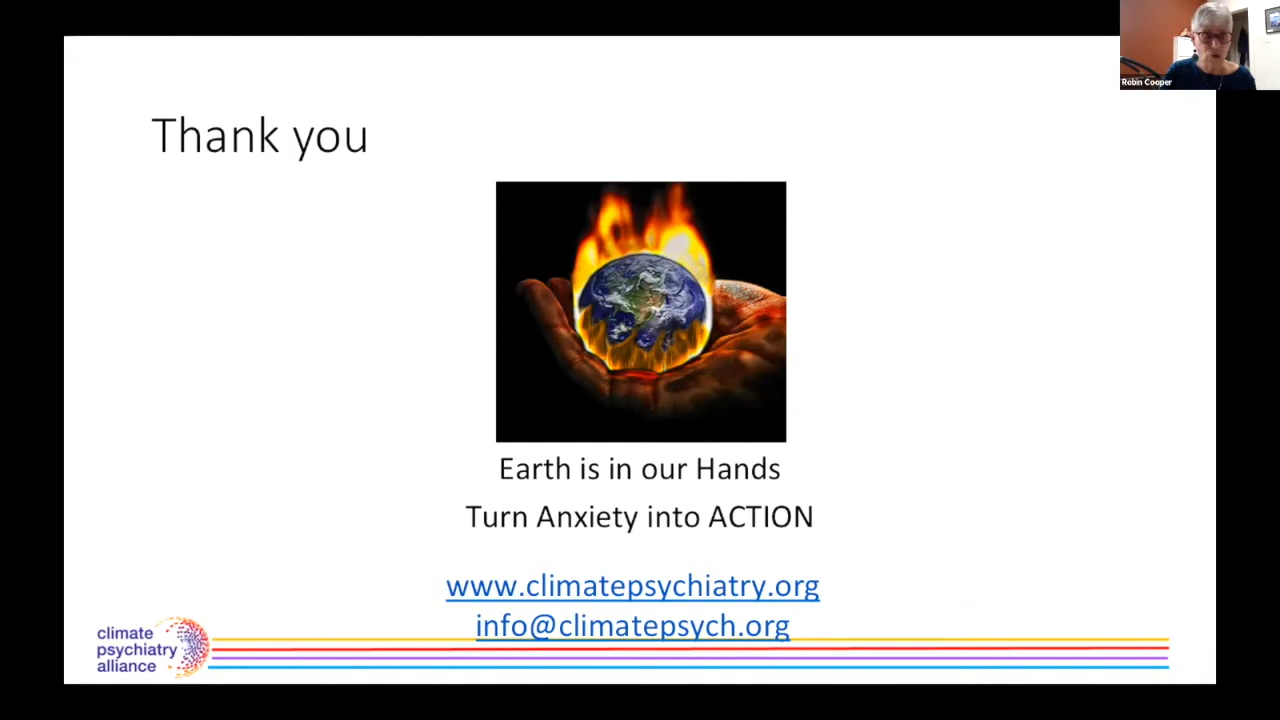 Robin Cooper
Thank you
Earth is in our Hands
Turn Anxiety into ACTION
www.climatepsychiatry.org
info@climatepsych.org
climate
psychiatry
alliance